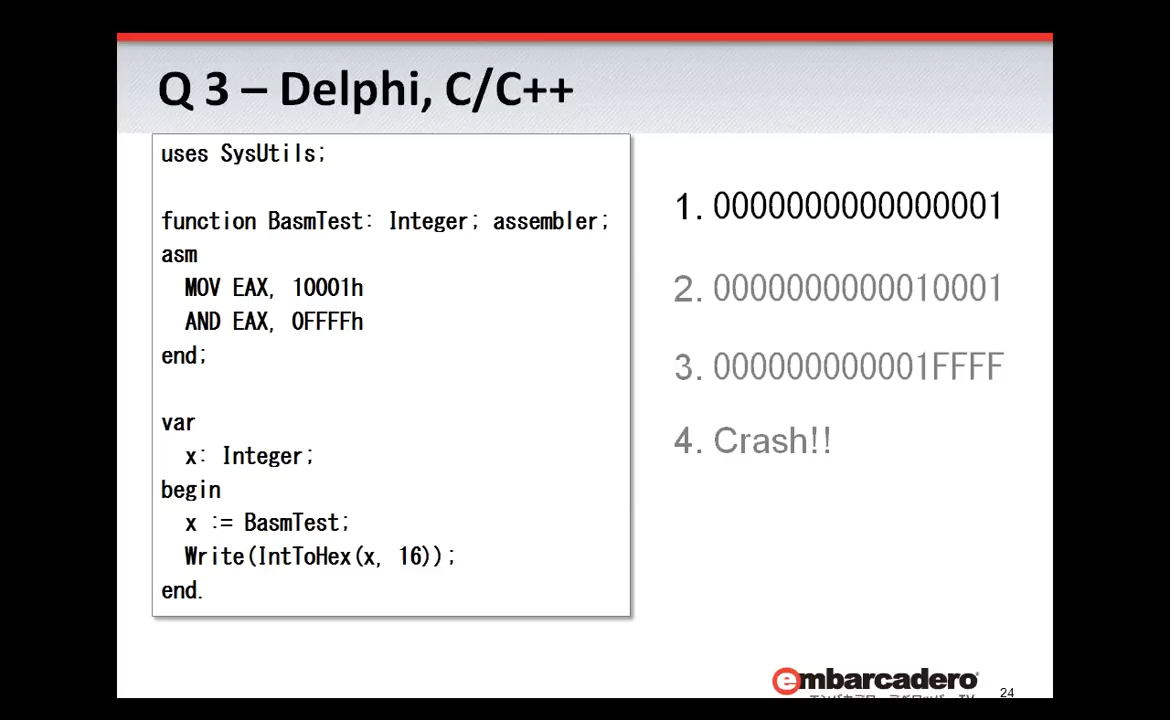 Q 3 – Delphi, C/C++
uses SysUtils;
function BasmTest: Integer; assembler;
asm
MOV EAX, 10001h
AND EAX, 0FFFFh
end;
var
x: Integer;
begin
x := BasmTest;
Write(IntToHex(x, 16));
end.
1. 0000000000000001
2. 0000000000010001
3. 000000000001FFFF
4. Crash!!
embarcadero
24